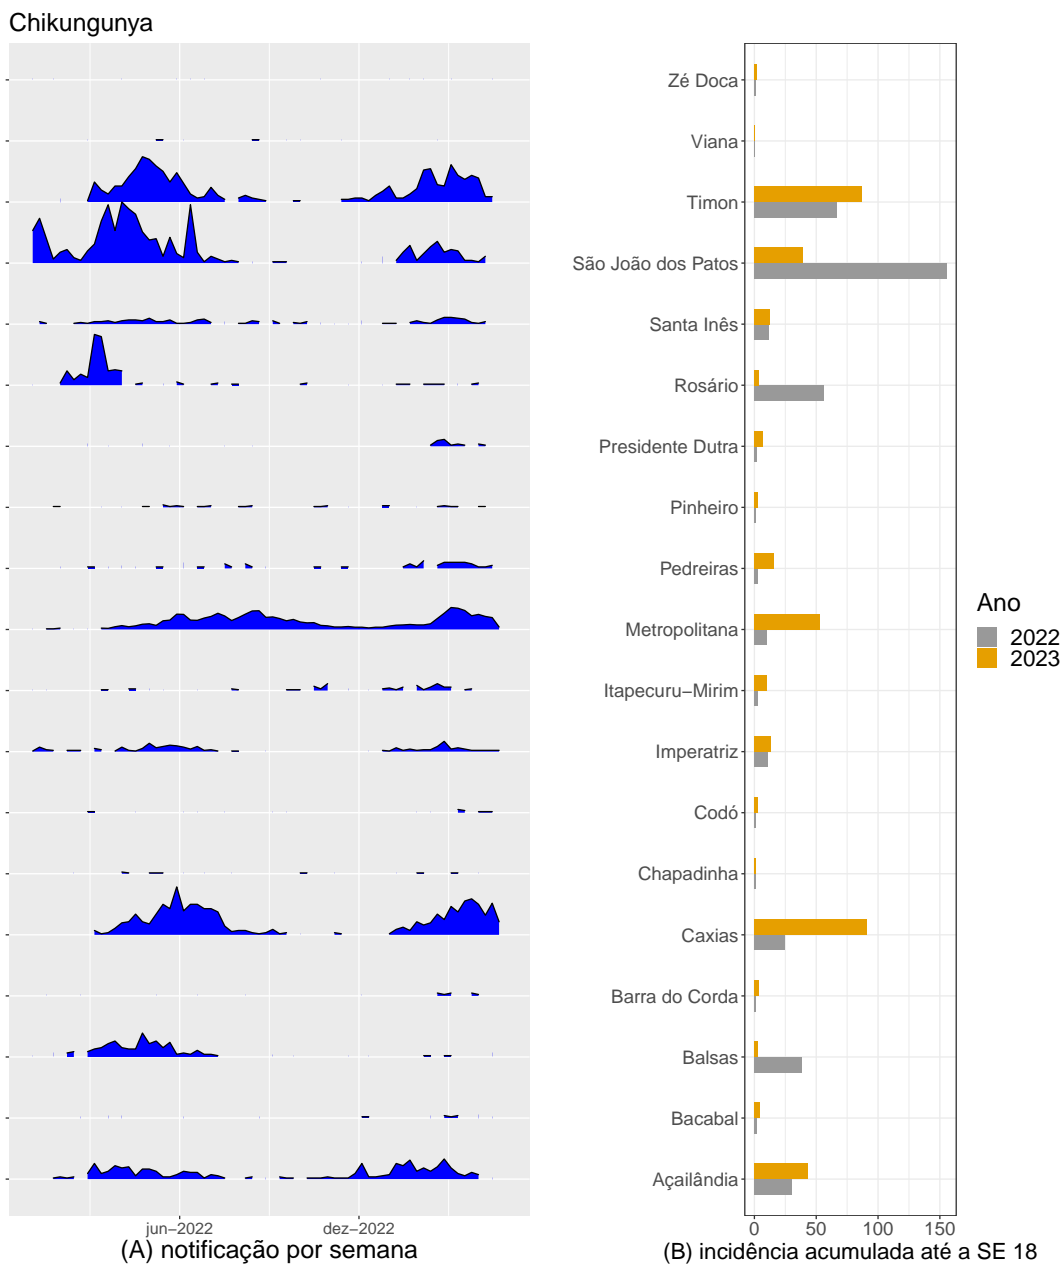 Chikungunya
Zé Doca
Viana
Timon
São João dos Patos
Santa Inês
Rosário
Presidente Dutra
Pinheiro
Pedreiras
Metropolitana
Itapecuru−Mirim
Imperatriz
Codó
Chapadinha
Caxias
Barra do Corda
Balsas
Bacabal
Açailândia
Ano
2022
2023
jun−2022 dez−2022
0 50 100 150
(A) notificação por semana
(B) incidência acumulada até a SE 18